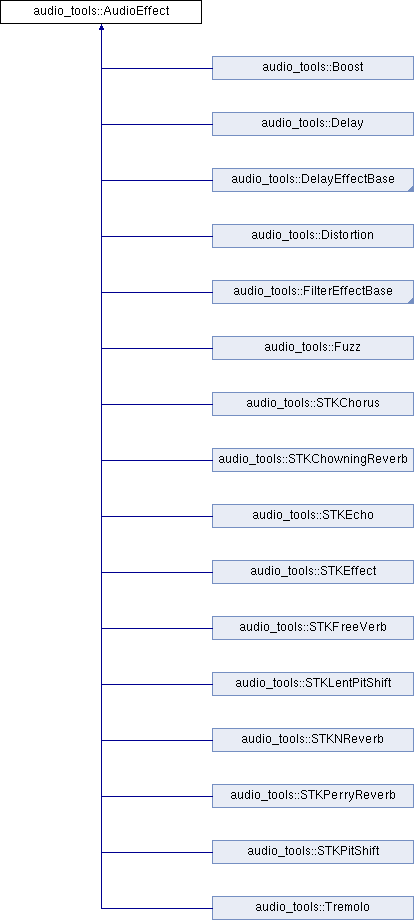 audio_tools::AudioEffect
audio_tools::Boost
audio_tools::Delay
audio_tools::DelayEffectBase
audio_tools::Distortion
audio_tools::FilterEffectBase
audio_tools::Fuzz
audio_tools::STKChorus
audio_tools::STKChowningReverb
audio_tools::STKEcho
audio_tools::STKEffect
audio_tools::STKFreeVerb
audio_tools::STKLentPitShift
audio_tools::STKNReverb
audio_tools::STKPerryReverb
audio_tools::STKPitShift
audio_tools::Tremolo